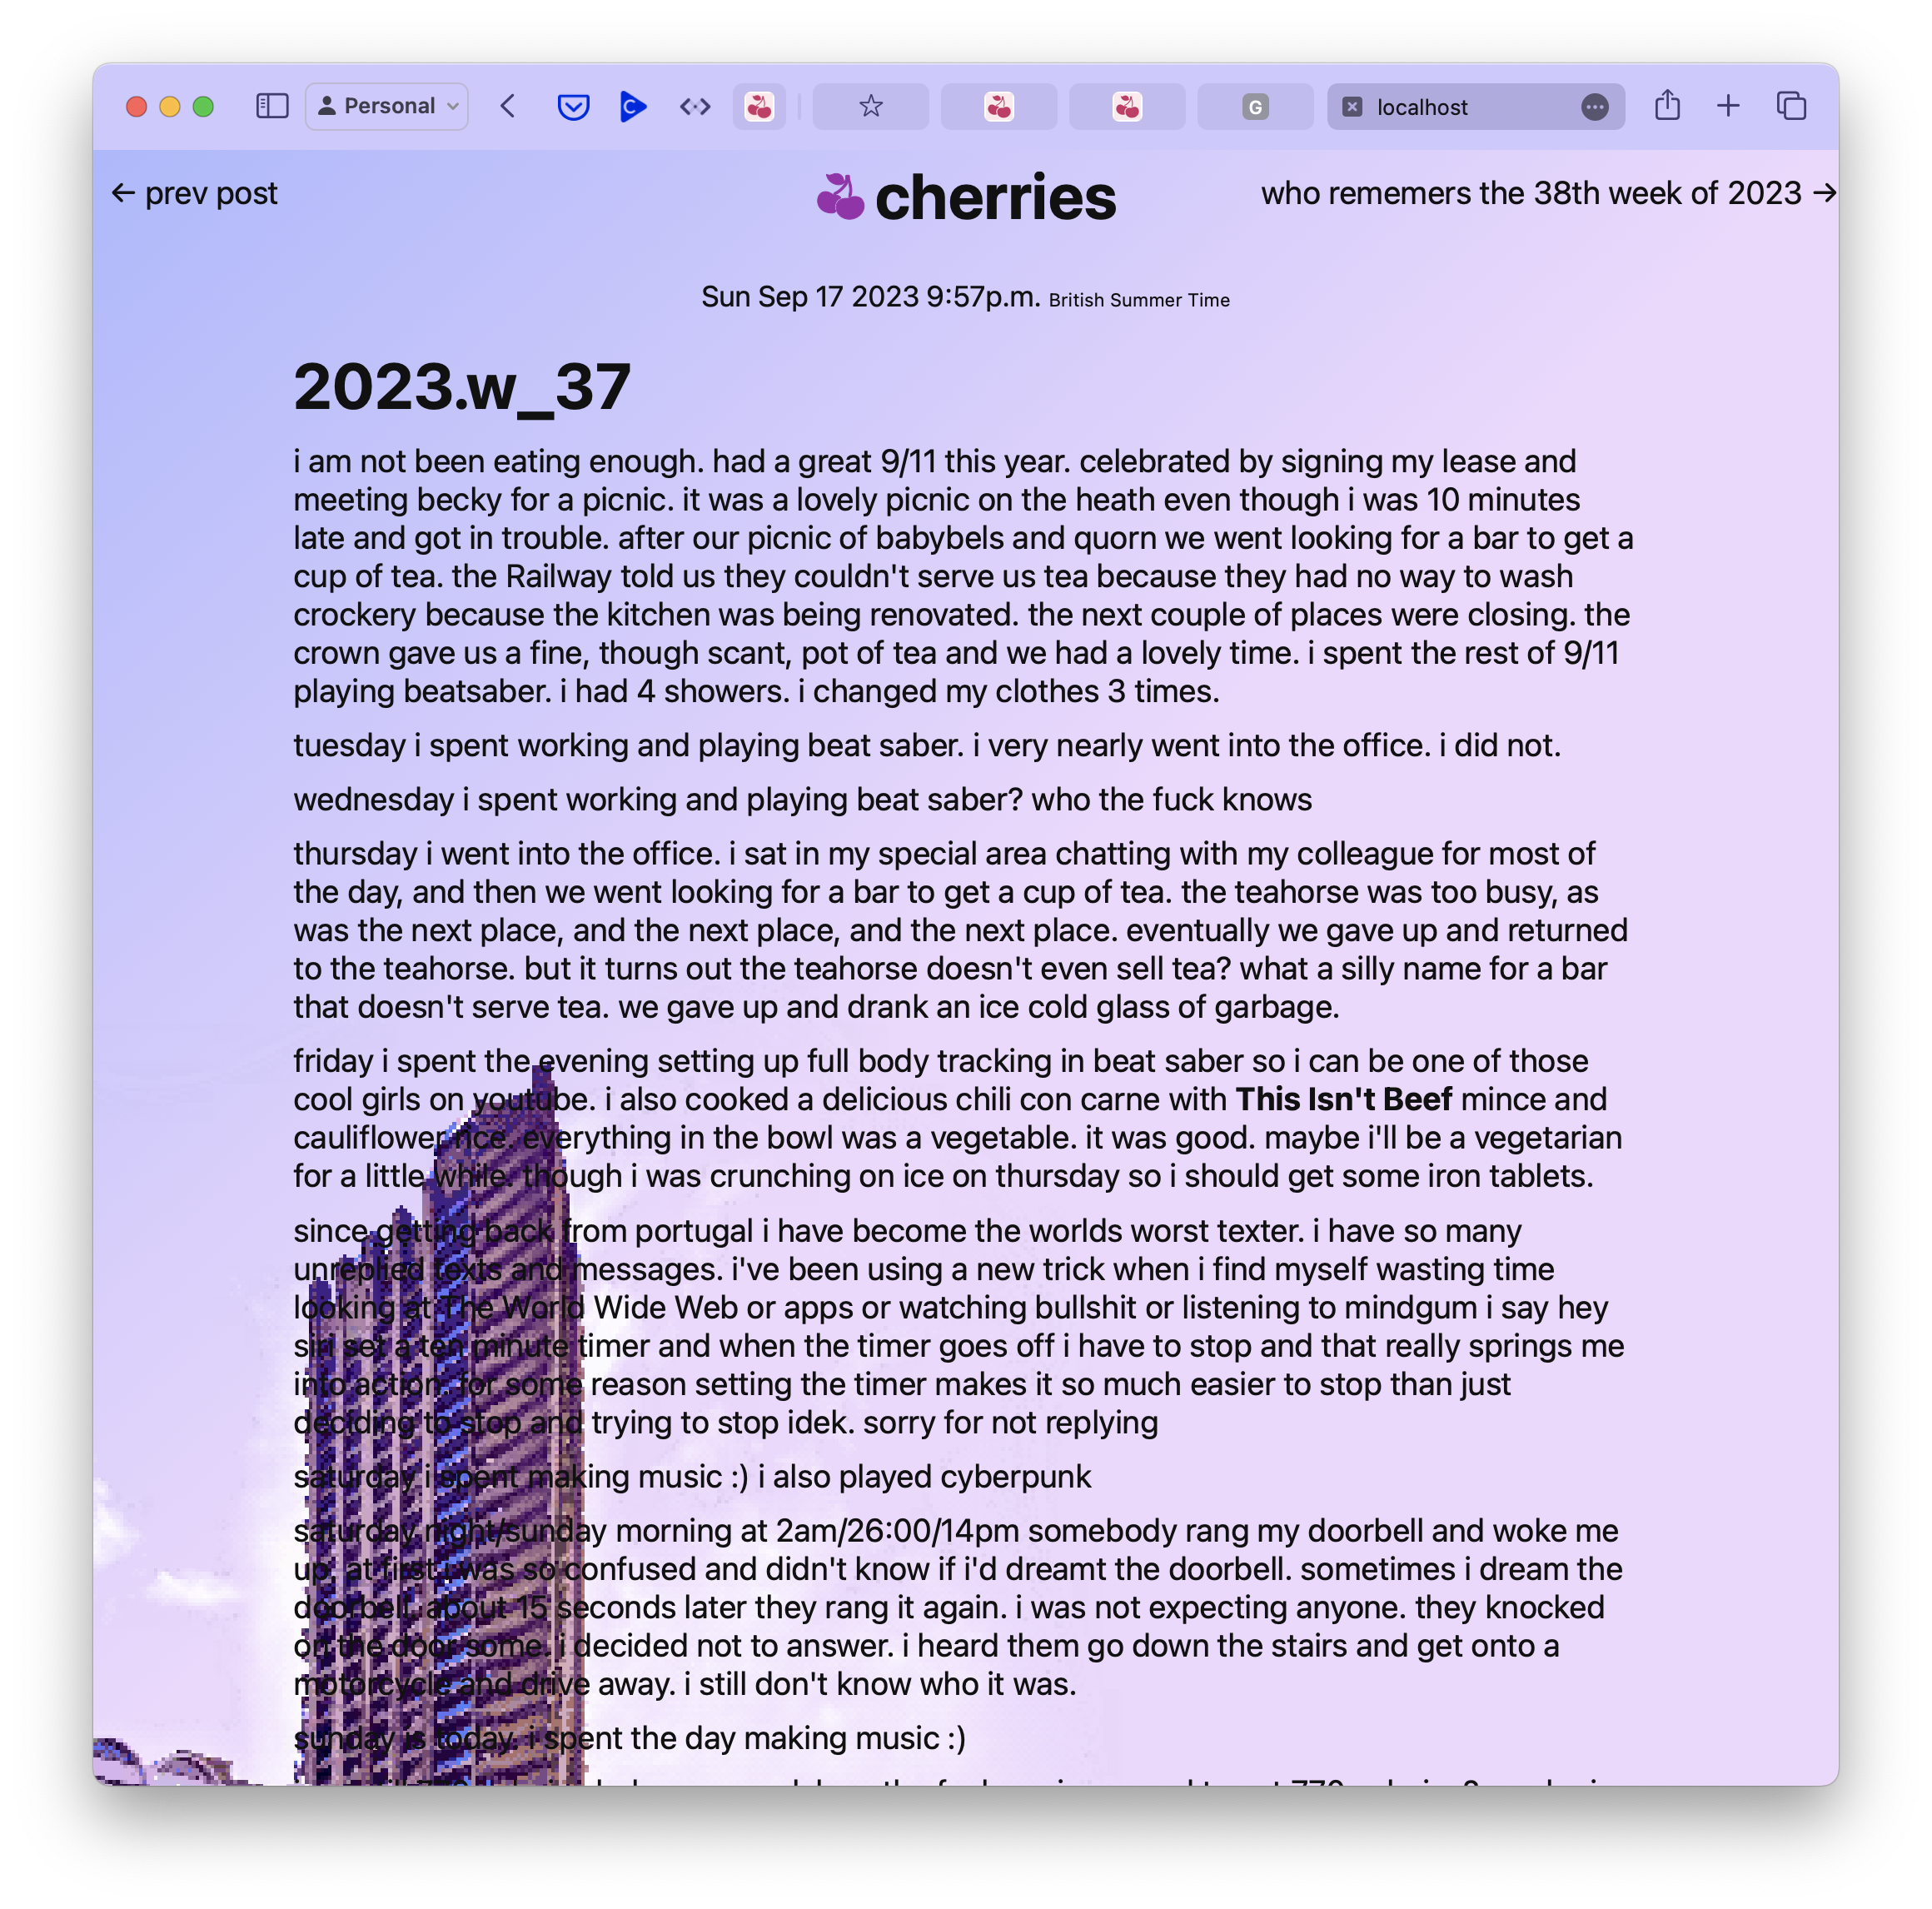 Personal
G
localhost
← prev post
cherries
who rememers the 38th week of 2023 →
Sun Sep 17 2023 9:57p.m. British Summer Time
2023.w_37
i am not been eating enough. had a great 9/11 this year. celebrated by signing my lease and
meeting becky for a picnic. it was a lovely picnic on the heath even though i was 10 minutes
late and got in trouble. after our picnic of babybels and quorn we went looking for a bar to get a
cup of tea. the Railway told us they couldn't serve us tea because they had no way to wash
crockery because the kitchen was being renovated. the next couple of places were closing. the
crown gave us a fine, though scant, pot of tea and we had a lovely time. i spent the rest of 9/11
playing beatsaber. i had 4 showers. i changed my clothes 3 times.
tuesday i spent working and playing beat saber. i very nearly went into the office. i did not.
wednesday i spent working and playing beat saber? who the fuck knows
thursday i went into the office. i sat in my special area chatting with my colleague for most of
the day, and then we went looking for a bar to get a cup of tea. the teahorse was too busy, as
was the next place, and the next place, and the next place. eventually we gave up and returned
to the teahorse. but it turns out the teahorse doesn't even sell tea? what a silly name for a bar
that doesn't serve tea. we gave up and drank an ice cold glass of garbage.
friday i spent the evening setting up full body tracking in beat saber so i can be one of those
cool girls on youtube. i also cooked a delicious chili con carne with This Isn't Beef mince and
cauliflower rice. everything in the bowl was a vegetable. it was good. maybe i'll be a vegetarian
for a little while. though i was crunching on ice on thursday so i should get some iron tablets.
since getting back from portugal i have become the worlds worst texter. i have so many
unreplied texts and messages. i've been using a new trick when i find myself wasting time
looking at The World Wide Web or apps or watching bullshit or listening to mindgum i say hey
siri set a ten minute timer and when the timer goes off i have to stop and that really springs me
into action. for some reason setting the timer makes it so much easier to stop than just
deciding to stop and trying to stop idek. sorry for not replying
saturday i spent making music :) i also played cyberpunk
saturday night/sunday morning at 2am/26:00/14pm somebody rang my doorbell and woke me
up. at first i was so confused and didn't know if i'd dreamt the doorbell. sometimes i dream the
doorbell. about 15 seconds later they rang it again. i was not expecting anyone. they knocked
on the door some. i decided not to answer. i heard them go down the stairs and get onto a
motorcycle and drive away. i still don't know who it was.
sunday is today. i spent the day making music :)